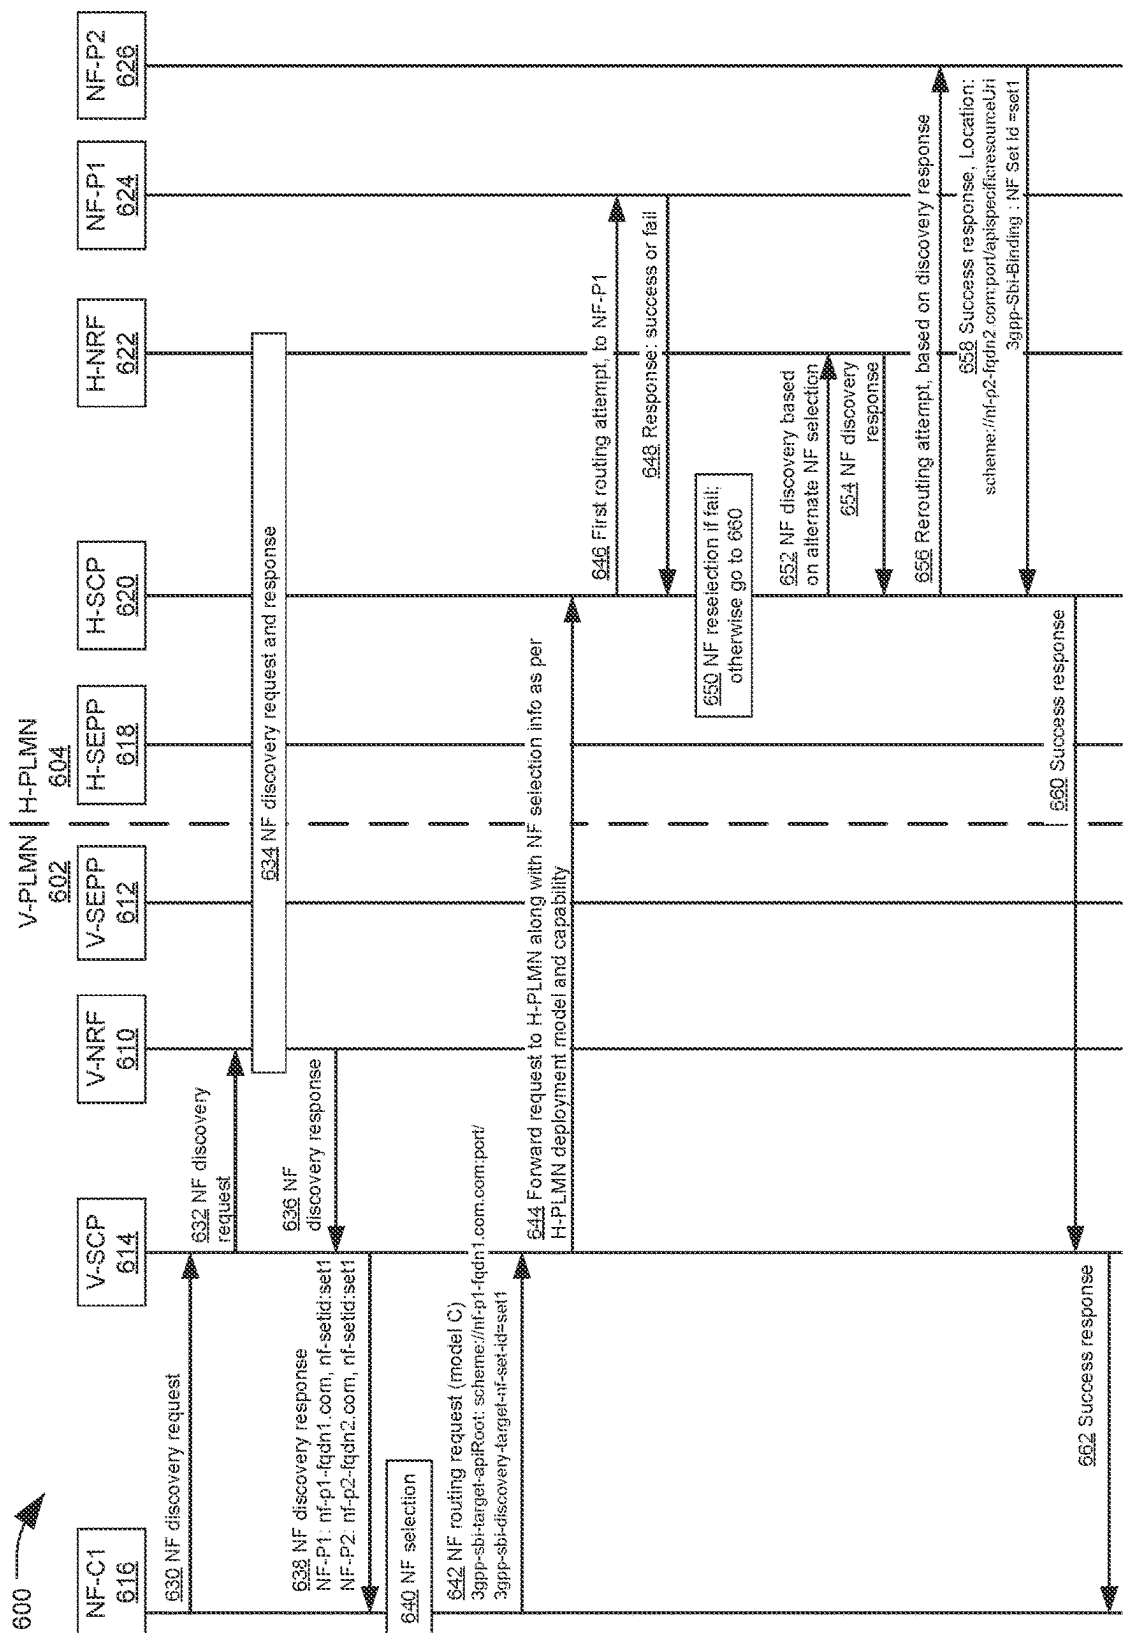 600
V-PLMN
602
H-PLMN
604
NF-C1
616
V-SCP
614
V-NRF
610
V-SEPP
612
H-SEPP
618
H-SCP
620
H-NRF
622
NF-P1
624
NF-P2
626
630 NF discovery request
632 NF discovery
request
634 NF discovery request and response
636 NF
discovery response
638 NF discovery response
NF-P1: nf-p1-fqdn1.com, nf-setid:set1
NF-P2: nf-p2-fqdn2.com, nf-setid:set1
640 NF selection
642 NF routing request (model C)
3gpp-sbi-target-apiRoot: scheme://nf-p1-fqdn1.com.com:port/
3gpp-sbi-discovery-target-nf-set-id=set1
644 Forward request to H-PLMN along with NF selection info as per
H-PLMN deployment model and capability
646 First routing attempt, to NF-P1
648 Response: success or fail
650 NF reselection if fail;
otherwise go to 660
652 NF discovery based
on alternate NF selection
654 NF discovery
response
656 Rerouting attempt, based on discovery response
658 Success response, Location:
scheme://nf-p2-fqdn2.com:port/apispecificresourceUri
3gpp-Sbi-Binding : NF Set Id =set1
660 Success response
662 Success response